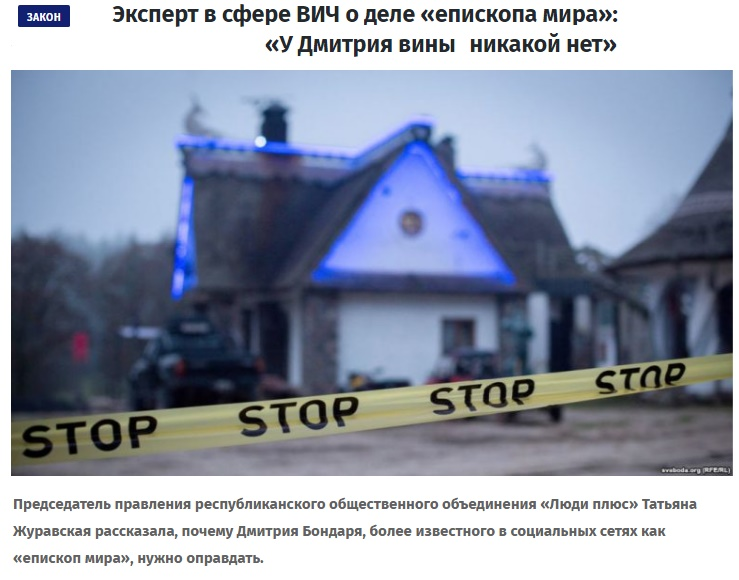 ЗАКОН
Эксперт в сфере ВИЧ о деле «епископа мира»:
«У Дмитрия вины никакой нет»
STOP STOP STOP STOP
svaboda.org (RFE/RL)
Председатель правления республиканского общественного объединения «Люди плюс» Татьяна
Журавская рассказала, почему Дмитрия Бондаря, более известного в социальных сетях как
«епископ мира», нужно оправдать.